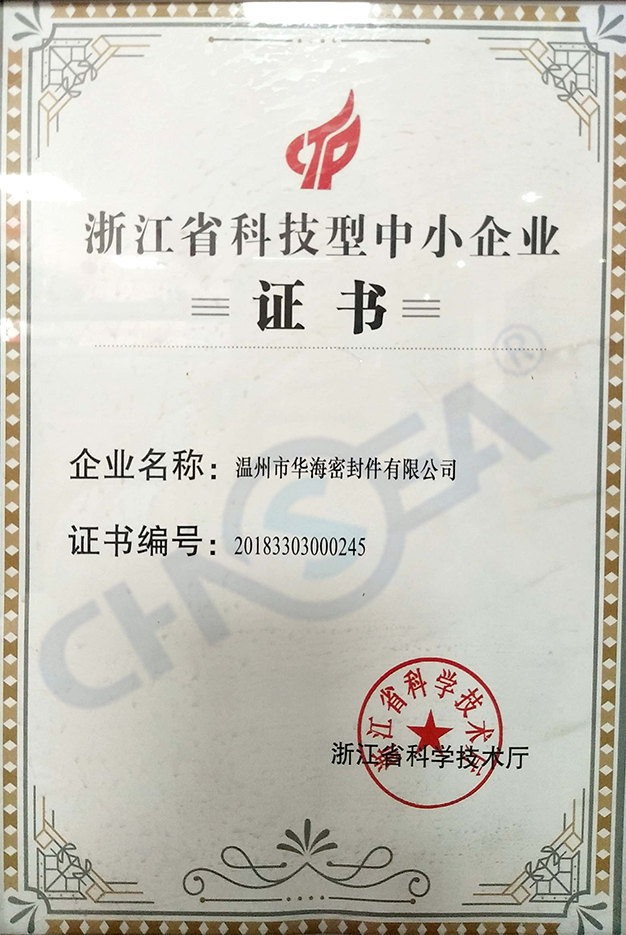 CTP
浙江省科技型中小企业
证书
企业名称：温州市华海密封件有限公司
证书编号：20183303000245
CHNSEA®
浙江省科学技术厅
浙江省科学技术厅